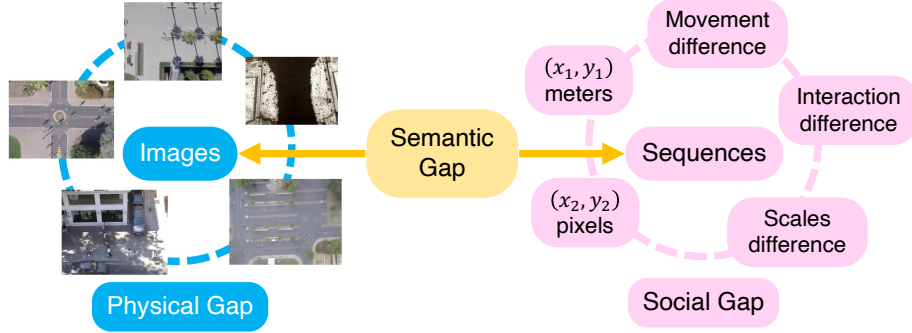 Images
Physical Gap
Semantic
Gap
Movement
difference
(x₁, y₁)
meters
Interaction
difference
Sequences
(x₂, y₂)
pixels
Scales
difference
Social Gap